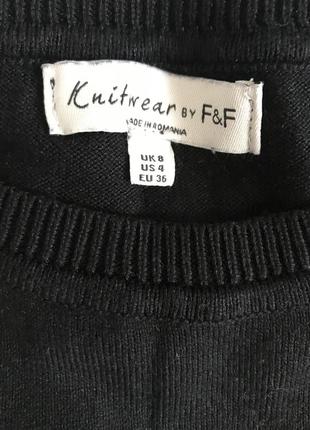 Knitwear BY F&F
MADE IN ROMANIA
UK 8
US 4
EU 36